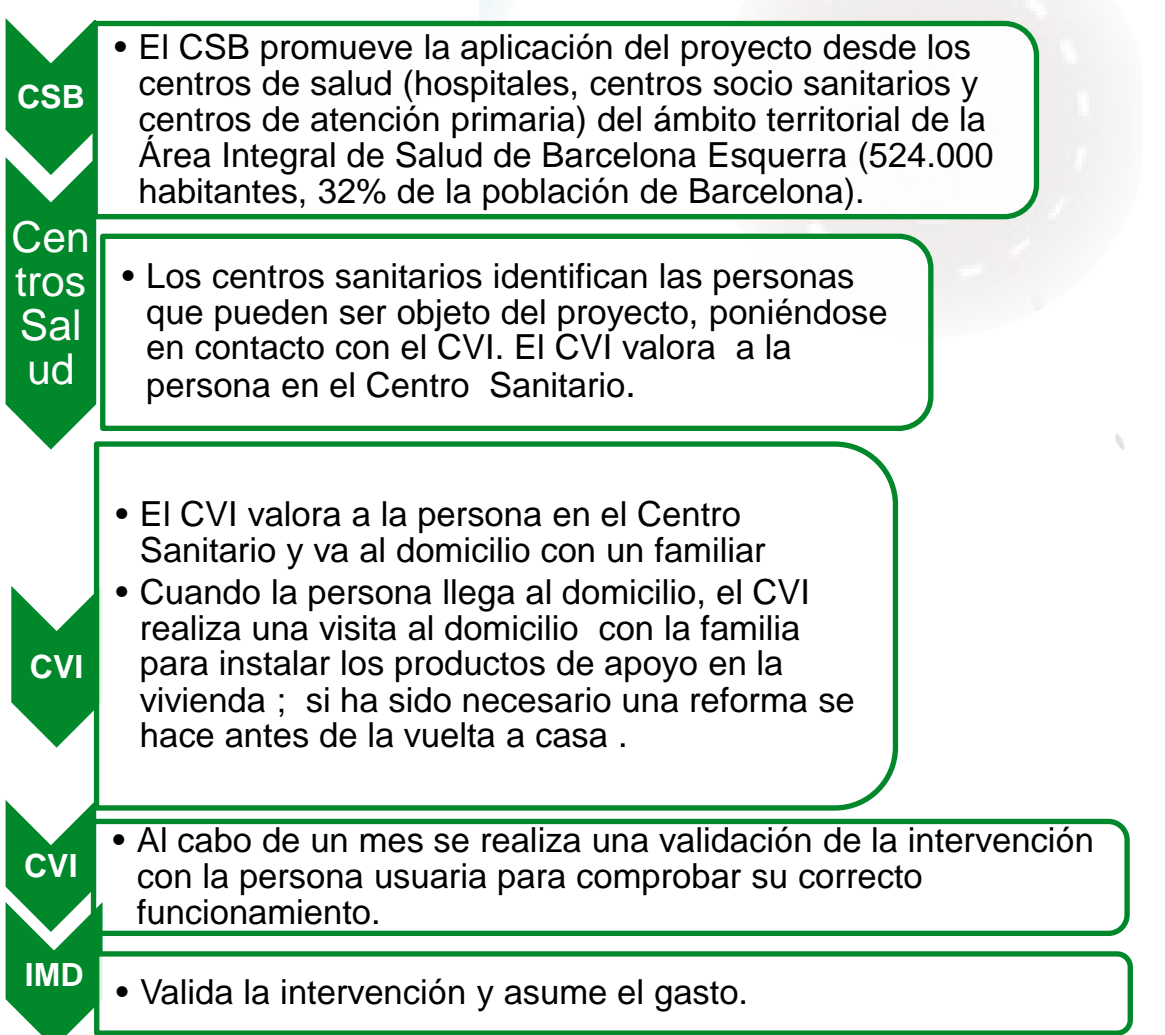 CSB
• El CSB promueve la aplicación del proyecto desde los
centros de salud (hospitales, centros socio sanitarios y
centros de atención primaria) del ámbito territorial de la
Área Integral de Salud de Barcelona Esquerra (524.000
habitantes, 32% de la población de Barcelona).
Cen
tros
Sal
ud
• Los centros sanitarios identifican las personas
que pueden ser objeto del proyecto, poniéndose
en contacto con el CVI. El CVI valora a la
persona en el Centro Sanitario.
CVI
• El CVI valora a la persona en el Centro
Sanitario y va al domicilio con un familiar
• Cuando la persona llega al domicilio, el CVI
realiza una visita al domicilio con la familia
para instalar los productos de apoyo en la
vivienda ; si ha sido necesario una reforma se
hace antes de la vuelta a casa .
CVI
• Al cabo de un mes se realiza una validación de la intervención
con la persona usuaria para comprobar su correcto
funcionamiento.
IMD
• Valida la intervención y asume el gasto.